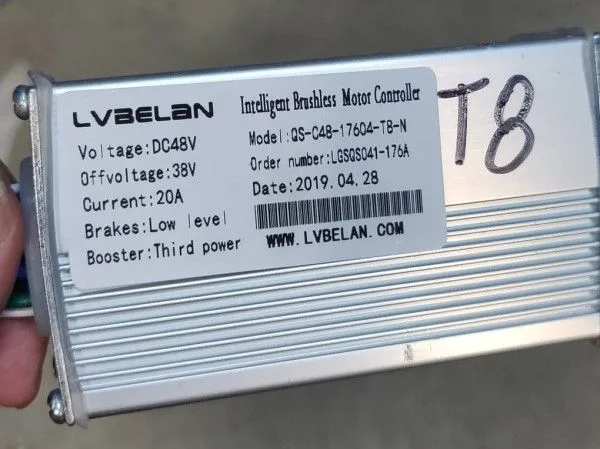 LVBELAN
Intelligent Brushless Motor Controller
Voltage:DC48V
Model:QS-C48-17604-T8-N
Offvoltage:38V
Order number:LGSQS041-176A
Current:20A
Date:2019.04.28
Brakes:Low level
Booster:Third power
WWW.LVBELAN.COM
T8